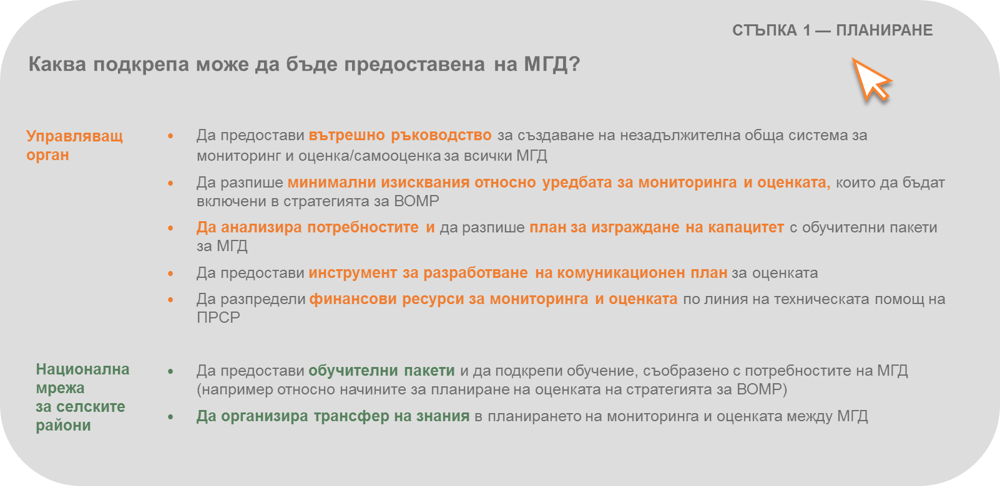 СТЪПКА 1 — ПЛАНИРАНЕ
Каква подкрепа може да бъде предоставена на МГД?
Управляващ
орган
• Да предостави вътрешно ръководство за създаване на незадължителна обща система за
мониторинг и оценка/самооценка за всички МГД
• Да разпише минимални изисквания относно уредбата за мониторинга и оценката, които да бъдат
включени в стратегията за ВОМР
• Да анализира потребностите и да разпише план за изграждане на капацитет с обучителни пакети
за МГД
• Да предостави инструмент за разработване на комуникационен план за оценката
• Да разпредели финансови ресурси за мониторинга и оценката по линия на техническата помощ на
ПРСР
Национална
мрежа
за селските
райони
• Да предостави обучителни пакети и да подкрепи обучение, съобразено с потребностите на МГД
(например относно начините за планиране на оценката на стратегията за ВОМР)
• Да организира трансфер на знания в планирането на мониторинга и оценката между МГД